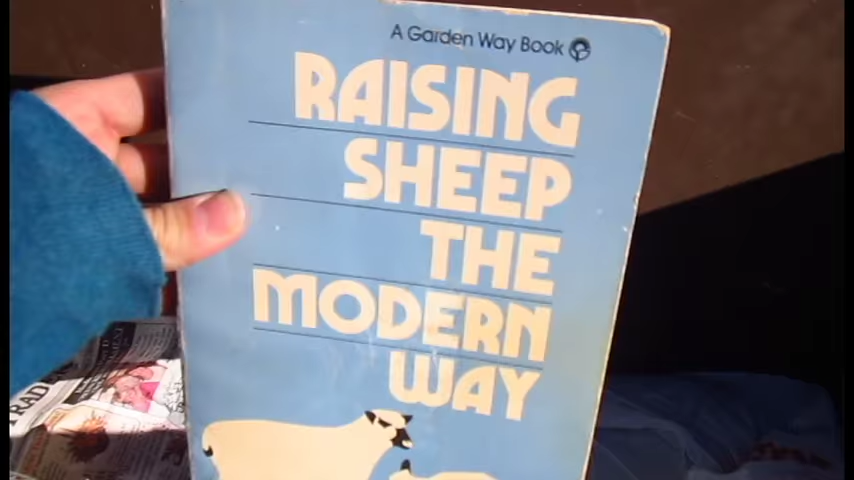 A Garden Way Book
RAISING
SHEEP
THE
MODERN
WAY